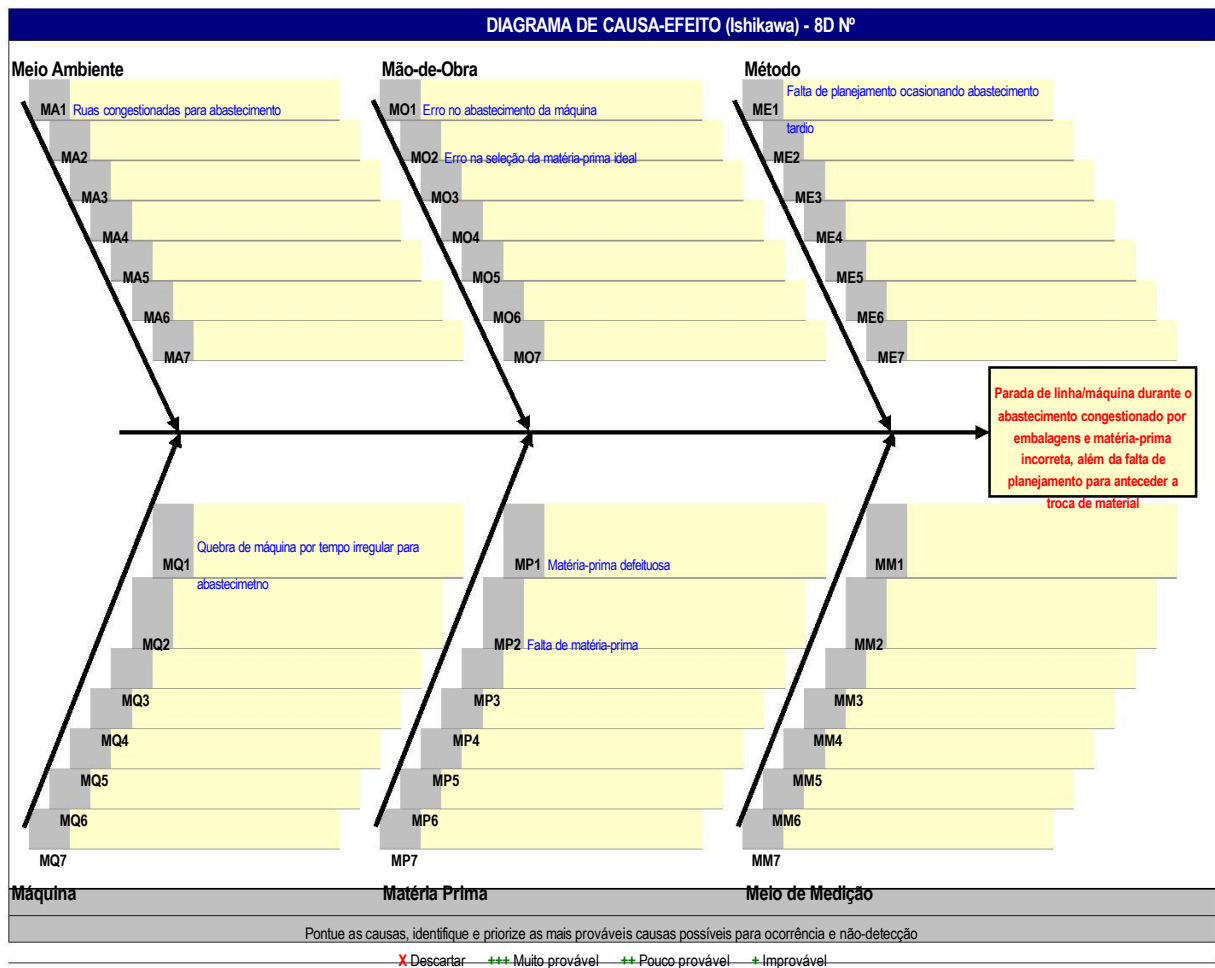 DIAGRAMA DE CAUSA-EFEITO (Ishikawa) - 8D Nº
Meio Ambiente
Mão-de-Obra
Método
MA1 Ruas congestionadas para abastecimento
MA2
MA3
MA4
MA5
MA6
MA7
MO1 Erro no abastecimento da máquina
MO2 Erro na seleção da matéria-prima ideal
MO3
MO4
MO5
MO6
MO7
ME1 Falta de planejamento ocasionando abastecimento
tardio
ME2
ME3
ME4
ME5
ME6
ME7
Parada de linha/máquina durante o
abastecimento congestionado por
embalagens e matéria-prima
incorreta, além da falta de
planejamento para anteceder a
troca de material
MQ1 Quebra de máquina por tempo irregular para
abastecimetno
MQ2
MQ3
MQ4
MQ5
MQ6
MQ7
MP1 Matéria-prima defeituosa
MP2 Falta de matéria-prima
MP3
MP4
MP5
MP6
MP7
MM1
MM2
MM3
MM4
MM5
MM6
MM7
Máquina
Matéria Prima
Meio de Medição
Pontue as causas, identifique e priorize as mais prováveis causas possíveis para ocorrência e não-detecção
X Descartar +++ Muito provável ++ Pouco provável + Improvável